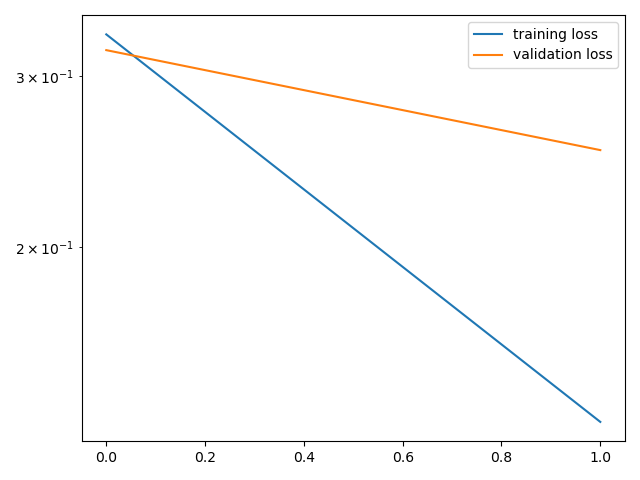 training loss
validation loss
3 × 10⁻¹
2 × 10⁻¹
0.0 0.2 0.4 0.6 0.8 1.0